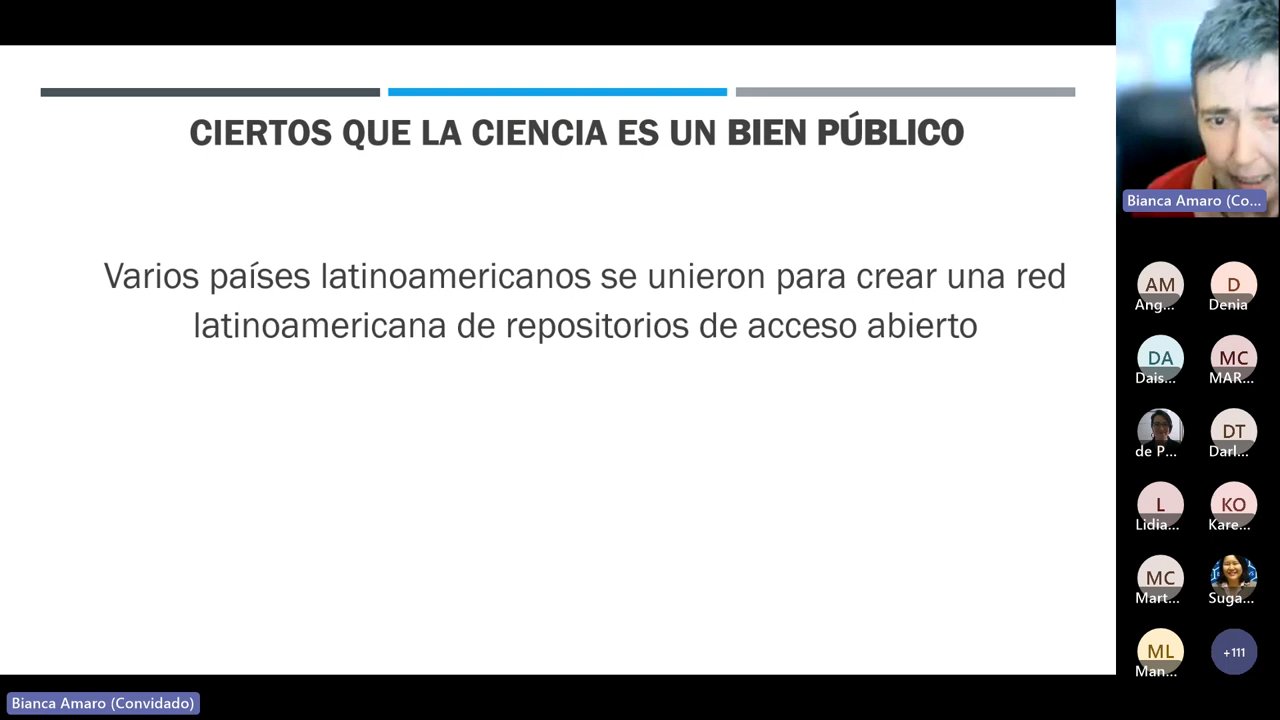 CIERTOS QUE LA CIENCIA ES UN BIEN PÚBLICO
Varios países latinoamericanos se unieron para crear una red
latinoamericana de repositorios de acceso abierto
Bianca Amaro (Convidado)
Bianca Amaro (Co...
AM
Ang...
D
Denia
DA
Dais...
MC
MAR...
de P...
DT
Darl...
L
Lidia...
KO
Kare...
MC
Mart...
Suga...
ML
Man...
+111